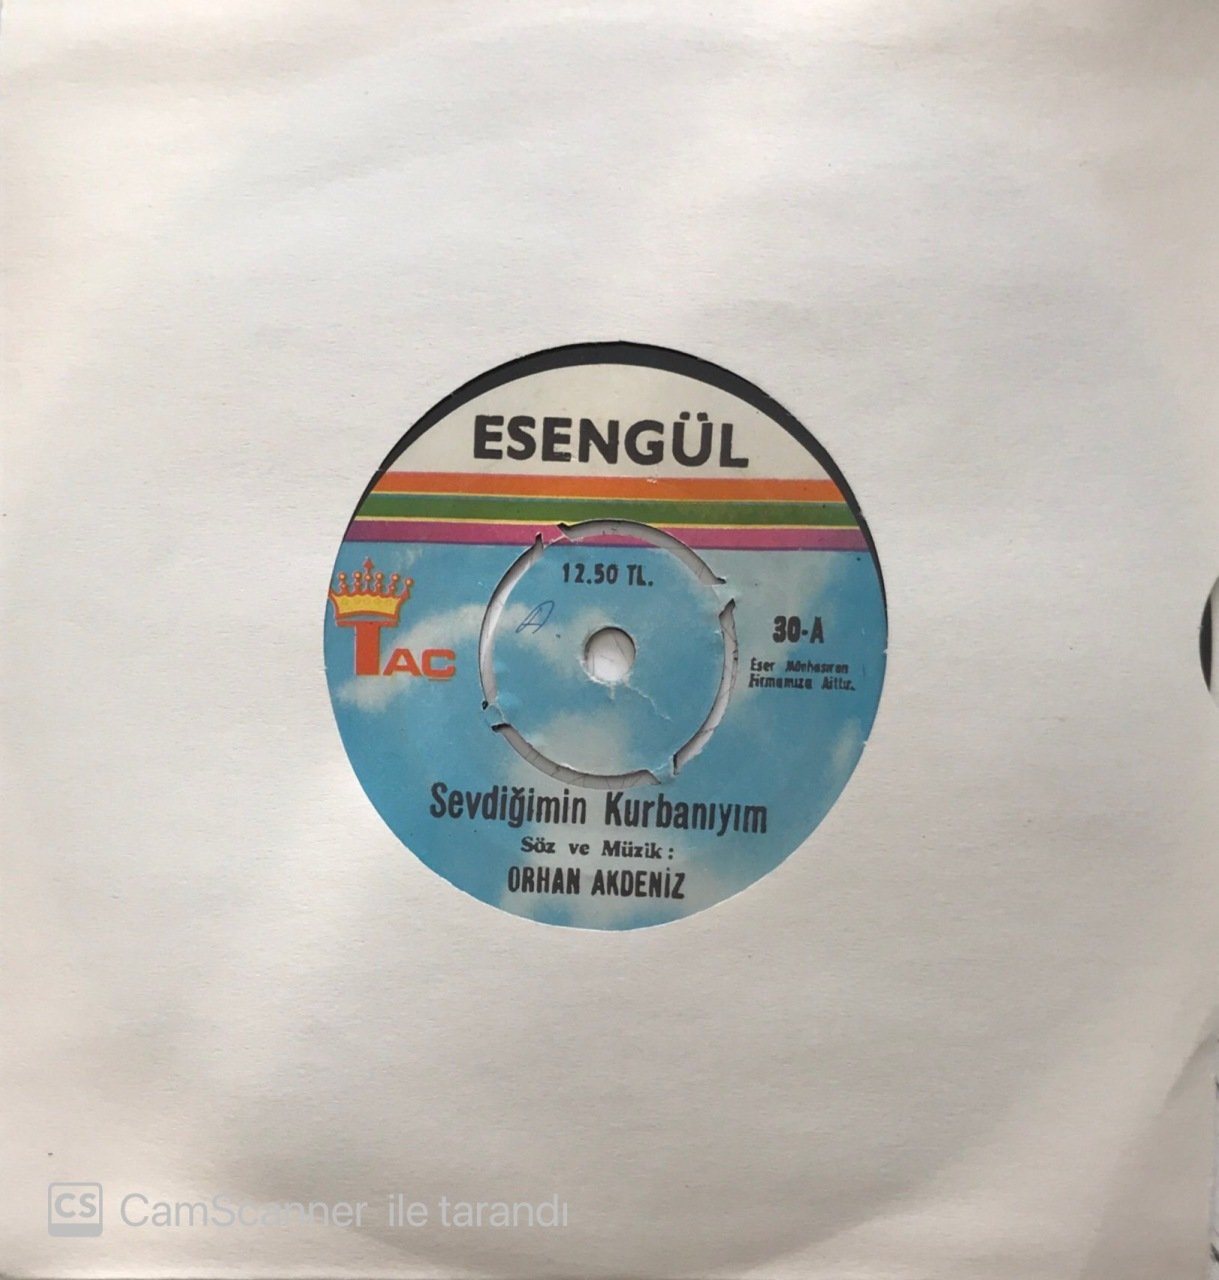 ESENGÜL
12.50 TL.
A.
30-A
Eser Münhasıran
Firmamıza Aittir.
TAC
Sevdiğimin Kurbanıyım
Söz ve Müzik:
ORHAN AKDENİZ
CS CamScanner ile tarandı